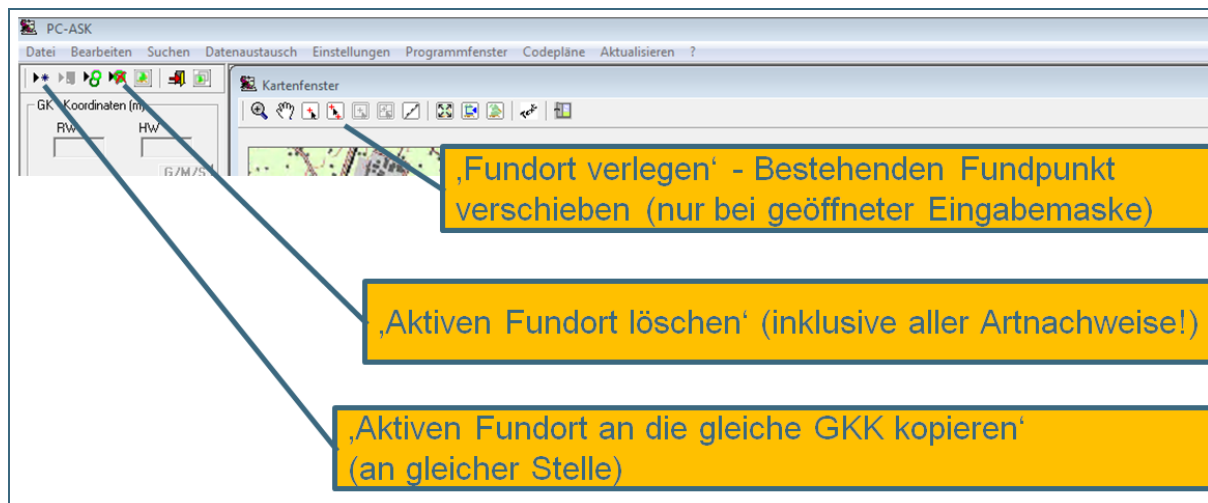 PC-ASK
Datei Bearbeiten Suchen Datenaustausch Einstellungen Programmfenster Codepläne Aktualisieren ?
Kartenfenster
GK - Koordinaten (m)
RW HW
G/M/S
‚Fundort verlegen‘ - Bestehenden Fundpunkt
verschieben (nur bei geöffneter Eingabemaske)
‚Aktiven Fundort löschen‘ (inklusive aller Artnachweise!)
‚Aktiven Fundort an die gleiche GKK kopieren‘
(an gleicher Stelle)